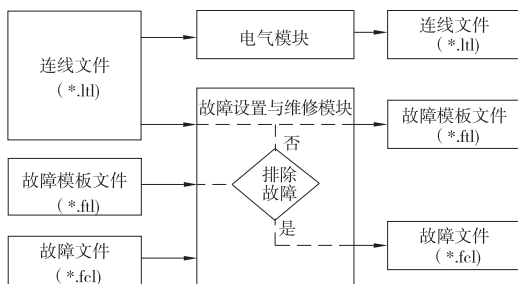 连线文件
(*.ltl)
电气模块
连线文件
(*.ltl)
故障设置与维修模块
故障模板文件
(*.ftl)
否
故障模板文件
(*.ftl)
排除
故障
是
故障文件
(*.fcl)
故障文件
(*.fcl)